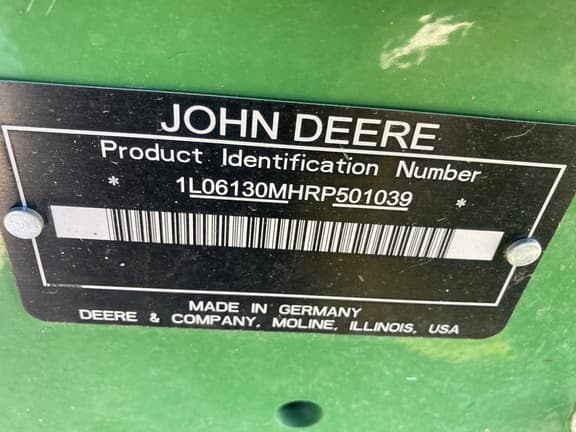 JOHN DEERE
Product Identification Number
* 1L06130MHRP501039 *
MADE IN GERMANY
DEERE & COMPANY, MOLINE, ILLINOIS, USA